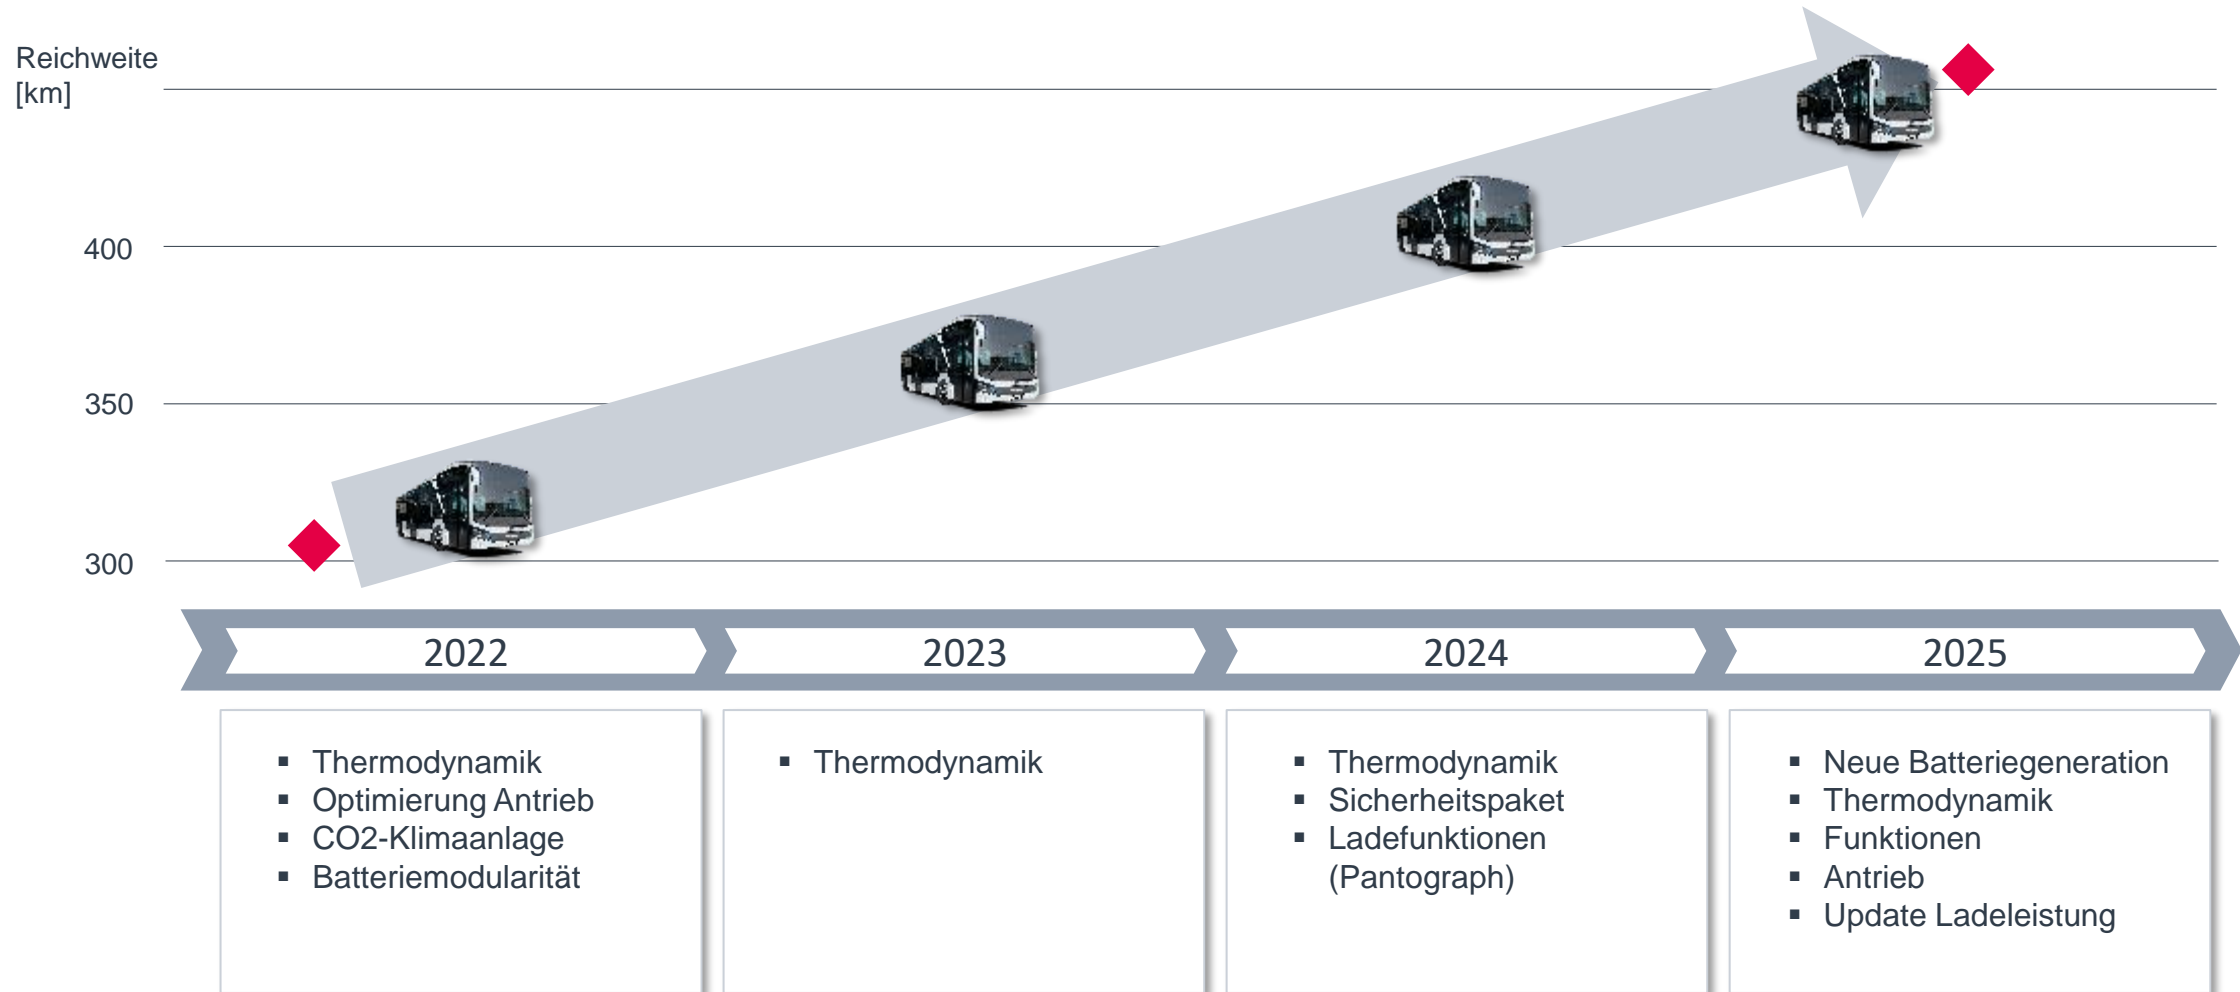 Reichweite
[km]
400
350
300
2022
2023
2024
2025
▪ Thermodynamik
▪ Optimierung Antrieb
▪ CO2-Klimaanlage
▪ Batteriemodularität
▪ Thermodynamik
▪ Thermodynamik
▪ Sicherheitspaket
▪ Ladefunktionen
(Pantograph)
▪ Neue Batteriegeneration
▪ Thermodynamik
▪ Funktionen
▪ Antrieb
▪ Update Ladeleistung